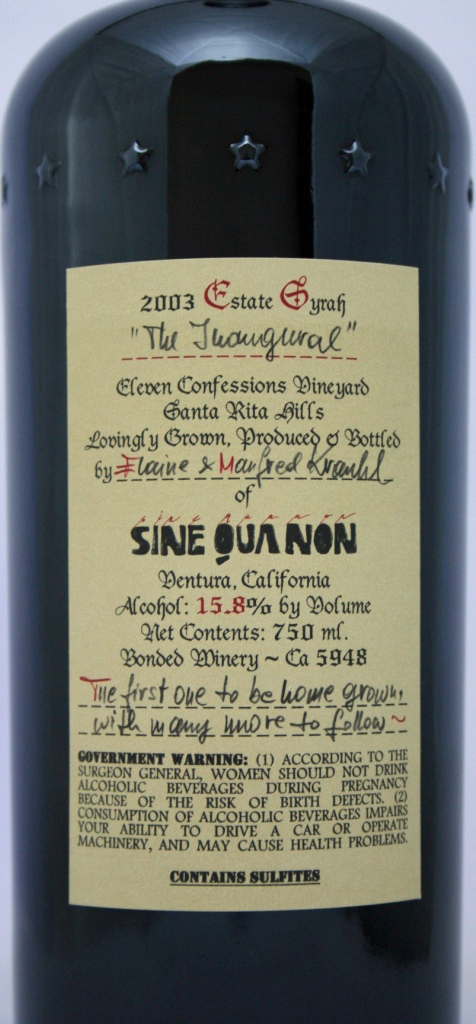 2003 Estate Syrah
"The Inaugural"
Eleven Confessions Vineyard
Santa Rita Hills
Lovingly Grown, Produced & Bottled
by Elaine & Manfred Krankl
of
SINE QUA NON
Ventura, California
Alcohol: 15.8% by Volume
Net Contents: 750 ml.
Bonded Winery ~ Ca 5948
The first one to be home grown,
with many more to follow ~
GOVERNMENT WARNING: (1) ACCORDING TO THE
SURGEON GENERAL, WOMEN SHOULD NOT DRINK
ALCOHOLIC BEVERAGES DURING PREGNANCY
BECAUSE OF THE RISK OF BIRTH DEFECTS. (2)
CONSUMPTION OF ALCOHOLIC BEVERAGES IMPAIRS
YOUR ABILITY TO DRIVE A CAR OR OPERATE
MACHINERY, AND MAY CAUSE HEALTH PROBLEMS.
CONTAINS SULFITES